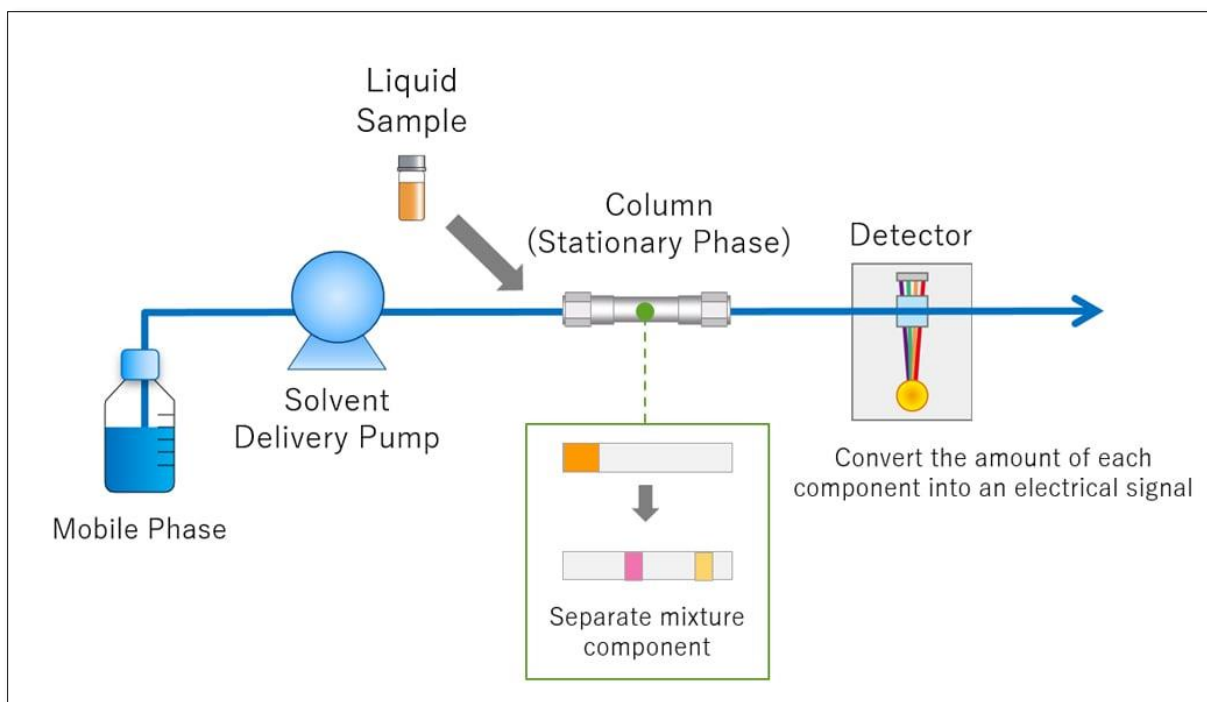 Liquid
Sample
Column
(Stationary Phase)
Detector
Solvent
Delivery Pump
Mobile Phase
Convert the amount of each
component into an electrical signal
Separate mixture
component